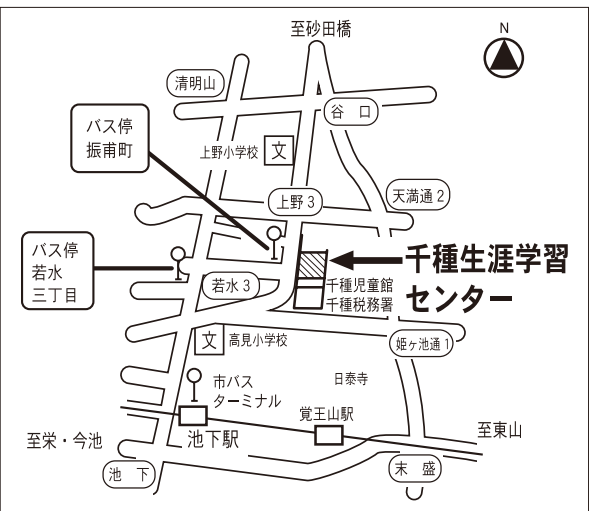 至砂田橋
N
清明山
谷口
バス停
振甫町
上野小学校
文
天満通2
上野3
バス停
若水
三丁目
千種生涯学習
センター
若水3
千種児童館
千種税務署
文
高見小学校
姫ヶ池通1
市バス
ターミナル
日泰寺
覚王山駅
至栄・今池
池下駅
至東山
池下
末盛